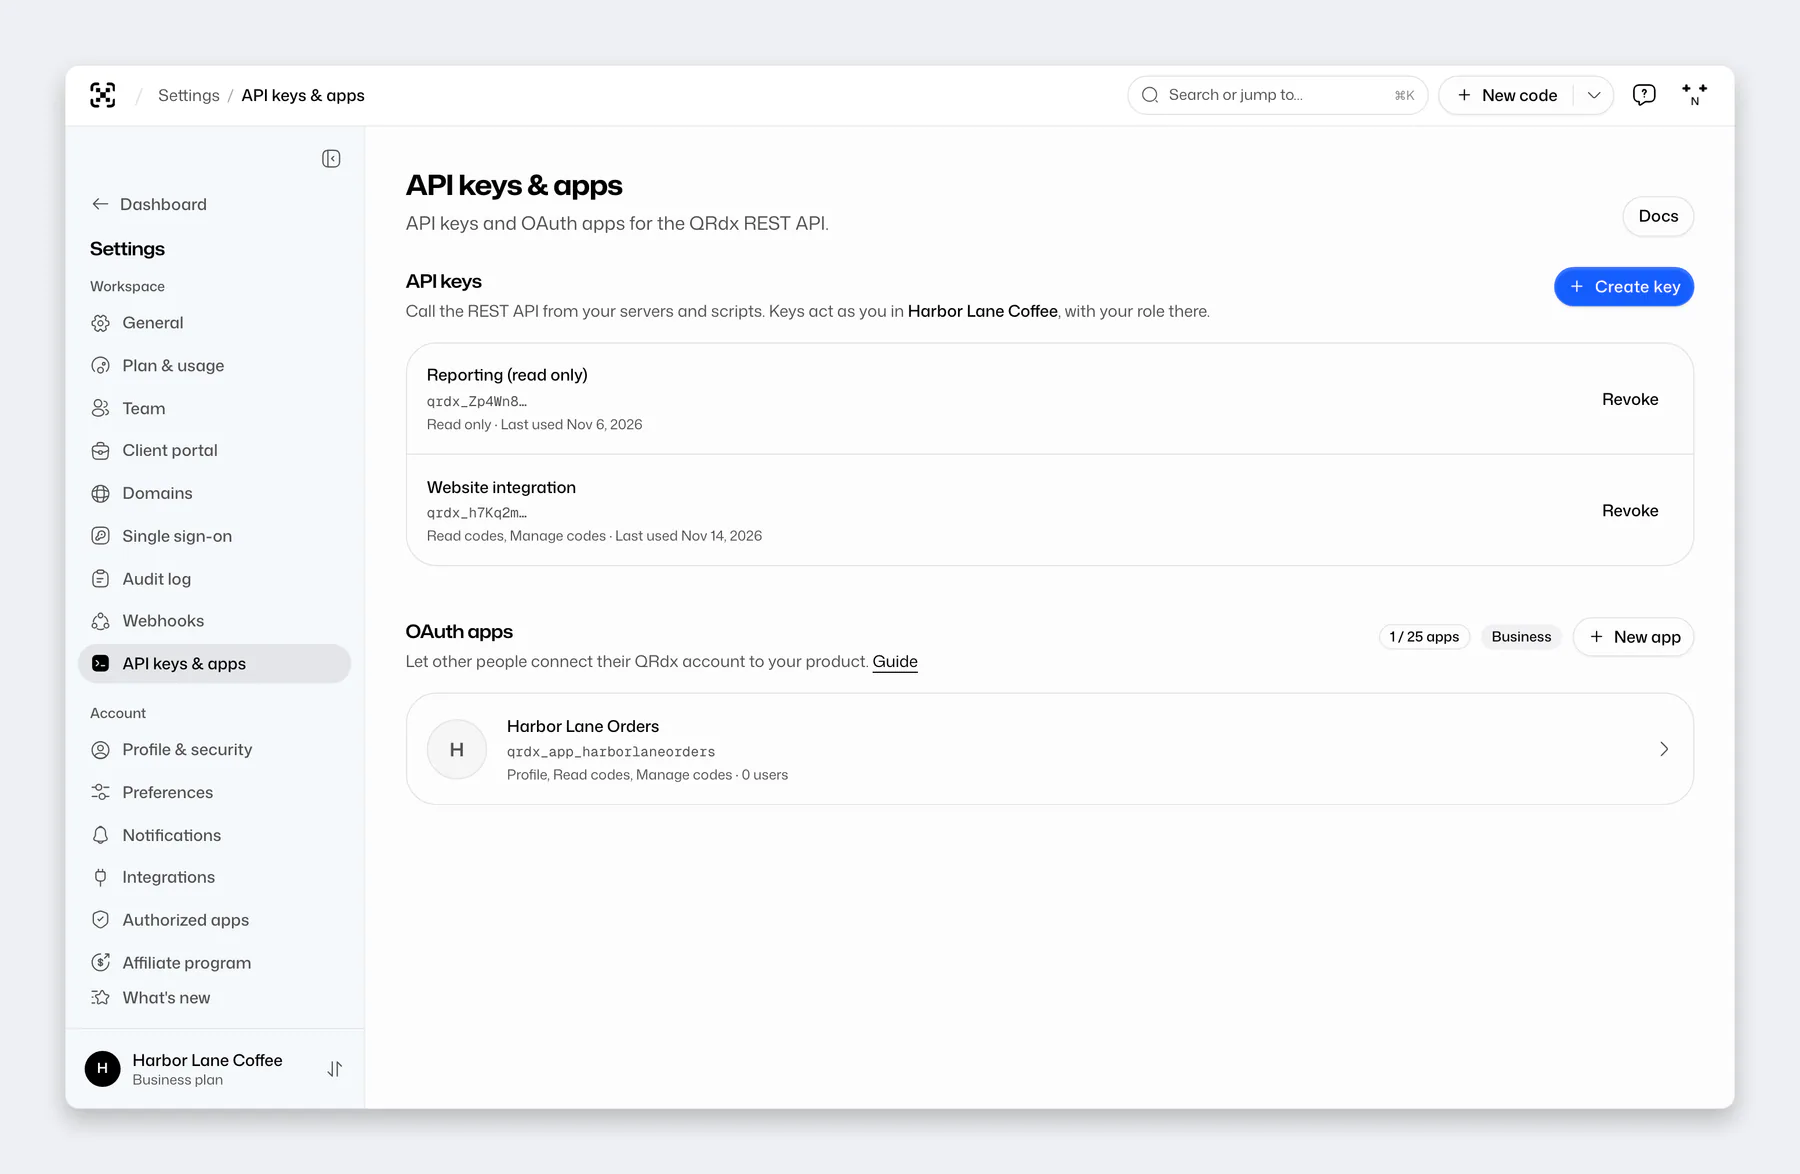 Settings / API keys & apps
Search or jump to... ⌘K
+ New code
N
Dashboard
Settings
Workspace
General
Plan & usage
Team
Client portal
Domains
Single sign-on
Audit log
Webhooks
API keys & apps
Account
Profile & security
Preferences
Notifications
Integrations
Authorized apps
Affiliate program
What's new
H
Harbor Lane Coffee
Business plan
API keys & apps
API keys and OAuth apps for the QRdx REST API.
Docs
API keys
Call the REST API from your servers and scripts. Keys act as you in Harbor Lane Coffee, with your role there.
+ Create key
Reporting (read only)
qrdx_Zp4Wn8…
Read only · Last used Nov 6, 2026
Revoke
Website integration
qrdx_h7Kq2m…
Read codes, Manage codes · Last used Nov 14, 2026
Revoke
OAuth apps
Let other people connect their QRdx account to your product. Guide
1 / 25 apps
Business
+ New app
H
Harbor Lane Orders
qrdx_app_harborlaneorders
Profile, Read codes, Manage codes · 0 users